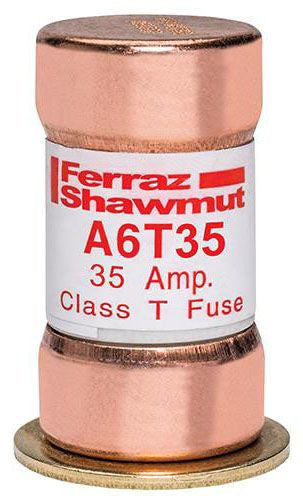 Ferraz
Shawmut
A6T35
35 Amp.
Class T Fuse